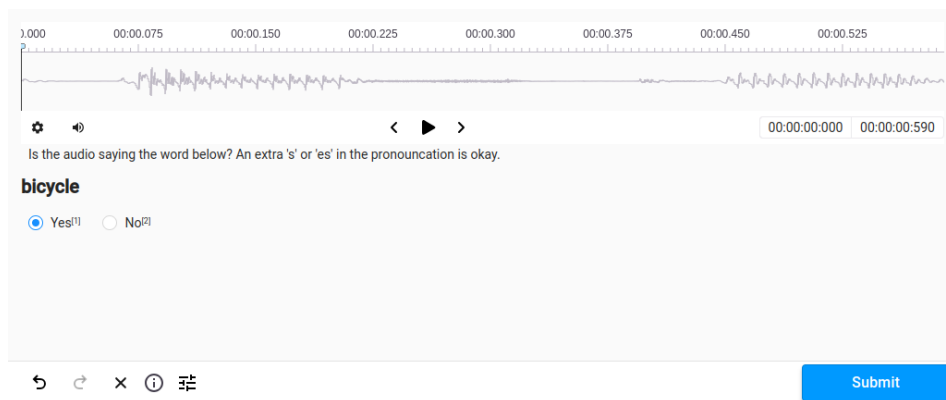 0.000 00:00.075 00:00.150 00:00.225 00:00.300 00:00.375 00:00.450 00:00.525
00:00:00:000 00:00:00:590
Is the audio saying the word below? An extra 's' or 'es' in the pronouncation is okay.
bicycle
Yes[1] No[2]
Submit